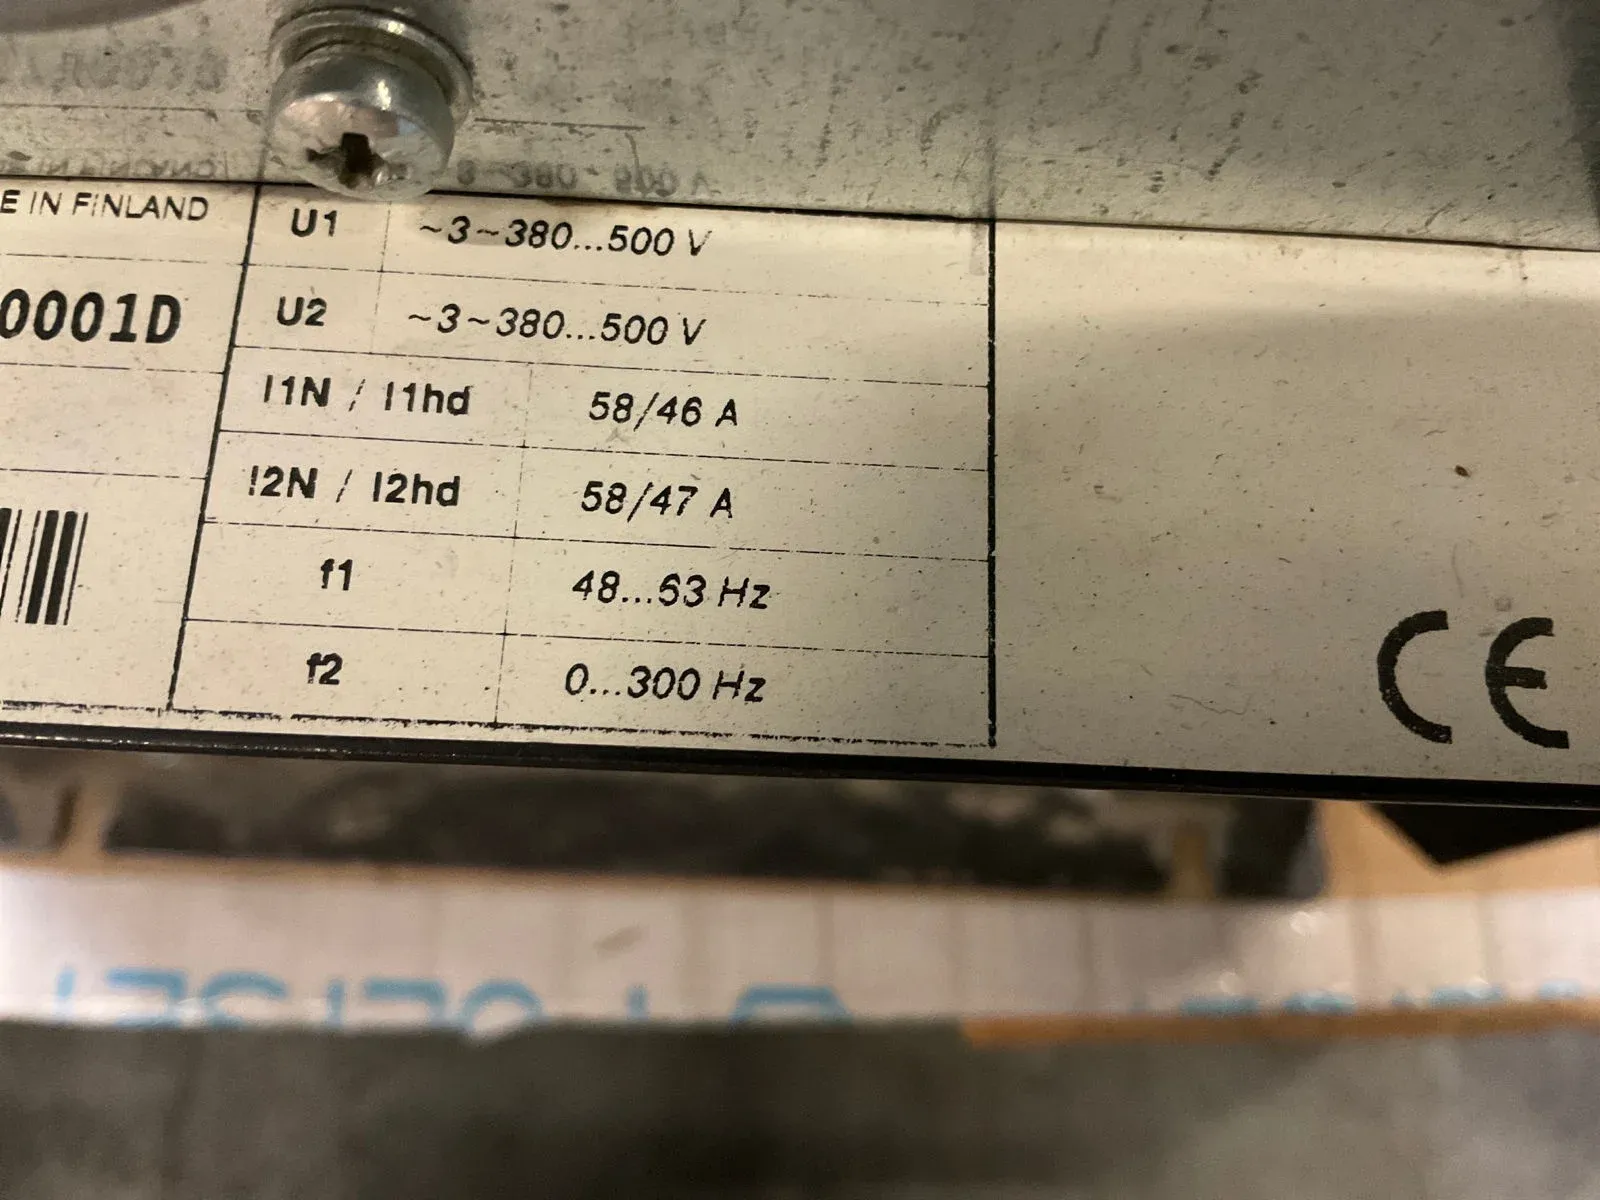 E IN FINLAND
0001D
U1 ~3~380...500 V
U2 ~3~380...500 V
I1N / I1hd 58/46 A
I2N / I2hd 58/47 A
f1 48...63 Hz
f2 0...300 Hz
CE